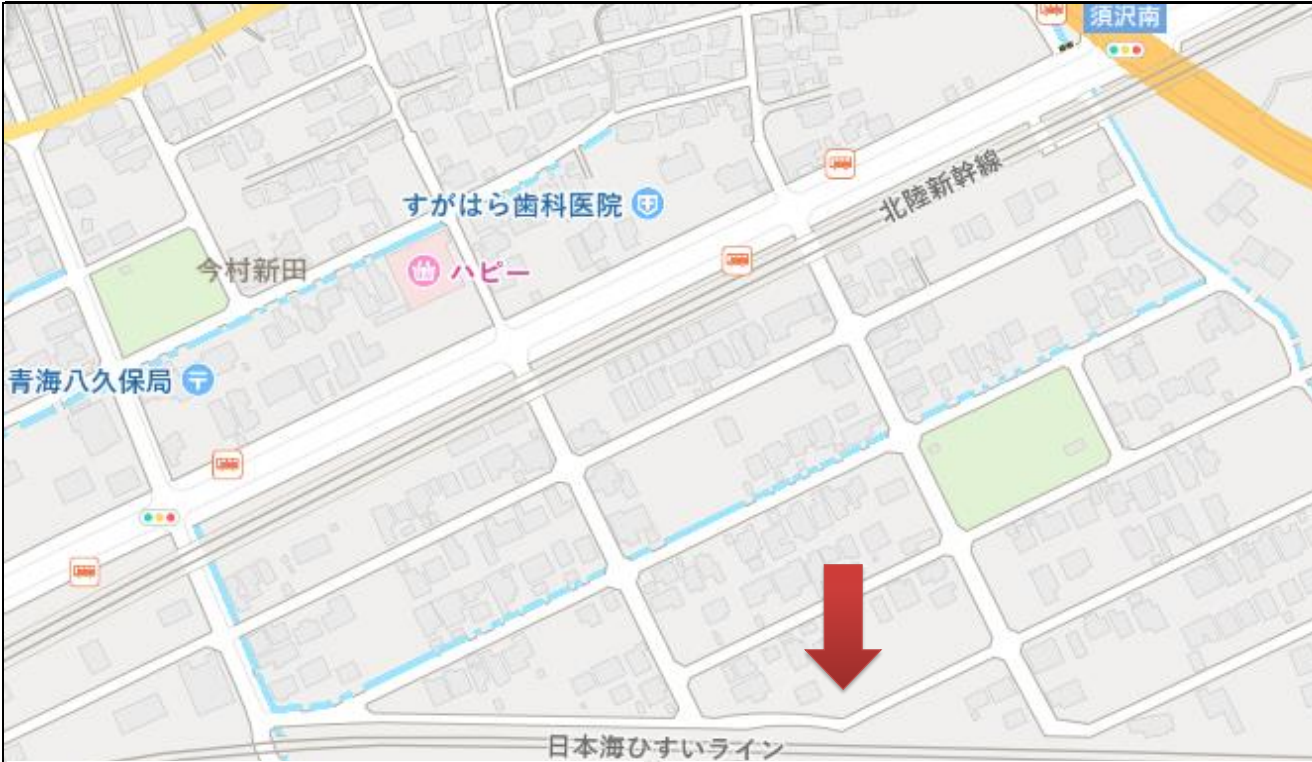 須沢南
北陸新幹線
すがはら歯科医院
今村新田
ハピー
青海八久保局
日本海ひすいライン